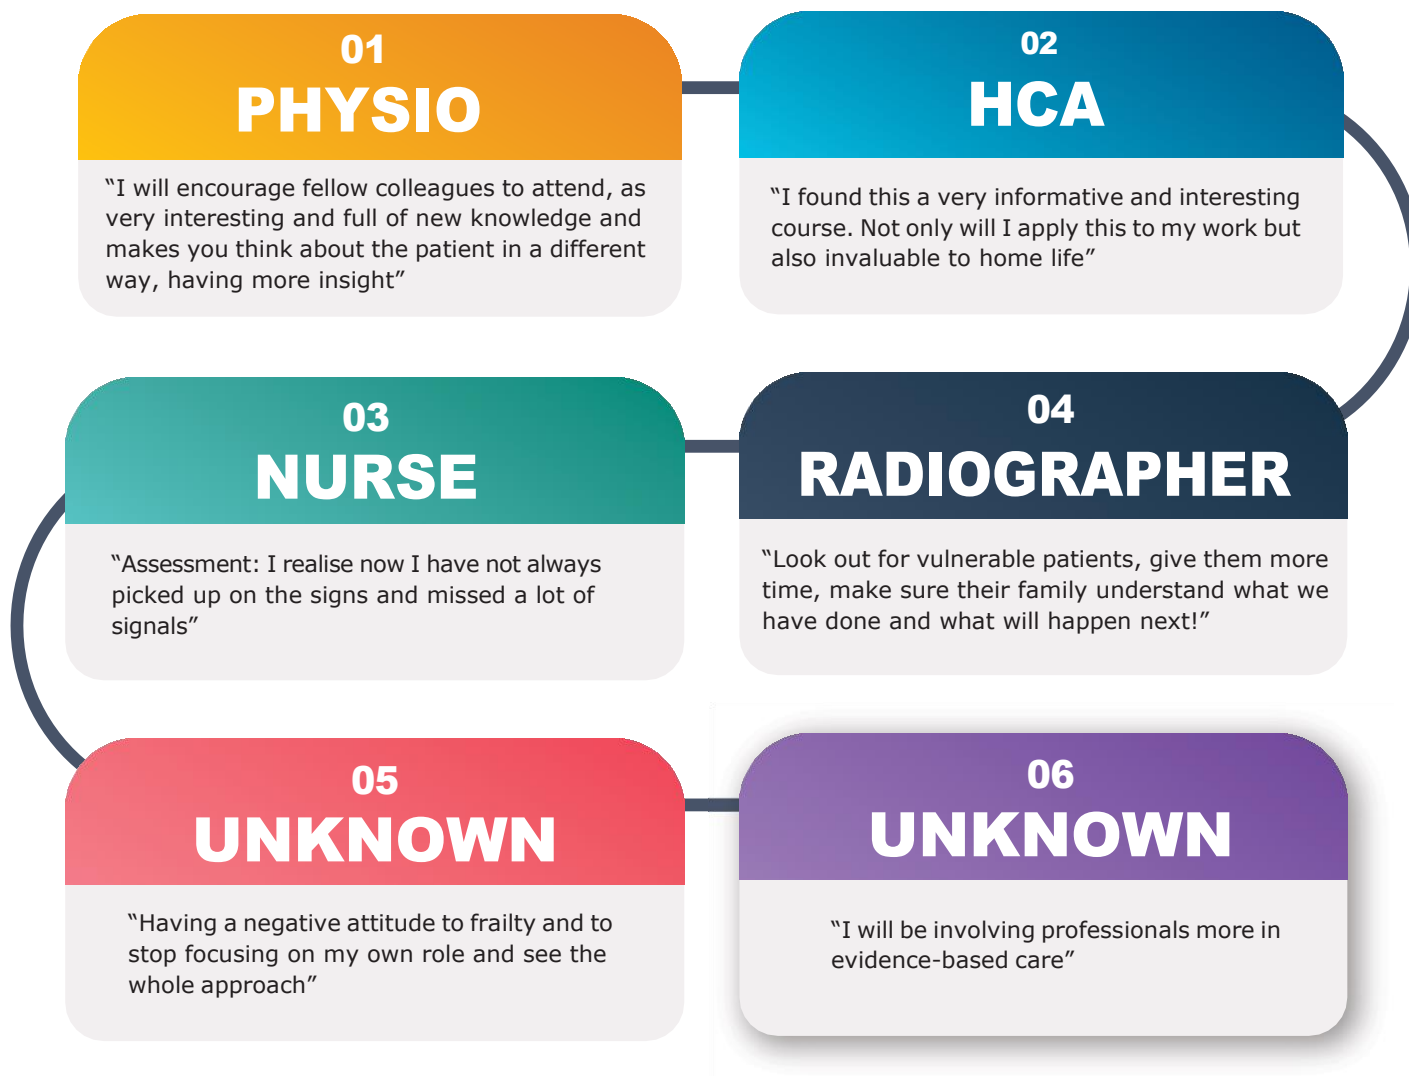 01
PHYSIO
“I will encourage fellow colleagues to attend, as
very interesting and full of new knowledge and
makes you think about the patient in a different
way, having more insight”
02
HCA
“I found this a very informative and interesting
course. Not only will I apply this to my work but
also invaluable to home life”
03
NURSE
“Assessment: I realise now I have not always
picked up on the signs and missed a lot of
signals”
04
RADIOGRAPHER
“Look out for vulnerable patients, give them more
time, make sure their family understand what we
have done and what will happen next!”
05
UNKNOWN
“Having a negative attitude to frailty and to
stop focusing on my own role and see the
whole approach”
06
UNKNOWN
“I will be involving professionals more in
evidence-based care”